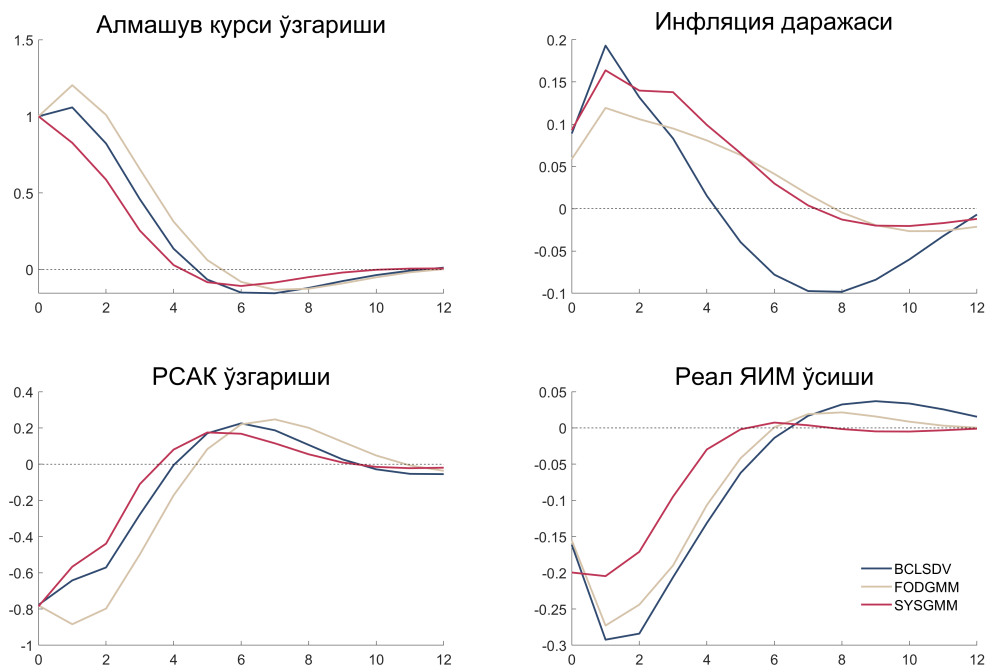 Алмашув курси ўзгариши
1.5
1
0.5
0
0 2 4 6 8 10 12
Инфляция даражаси
0.2
0.15
0.1
0.05
0
-0.05
-0.1
0 2 4 6 8 10 12
РСАК ўзгариши
0.4
0.2
0
-0.2
-0.4
-0.6
-0.8
-1
0 2 4 6 8 10 12
Реал ЯИМ ўсиши
0.05
0
-0.05
-0.1
-0.15
-0.2
-0.25
-0.3
0 2 4 6 8 10 12
BCLSDV
FODGMM
SYSGMM